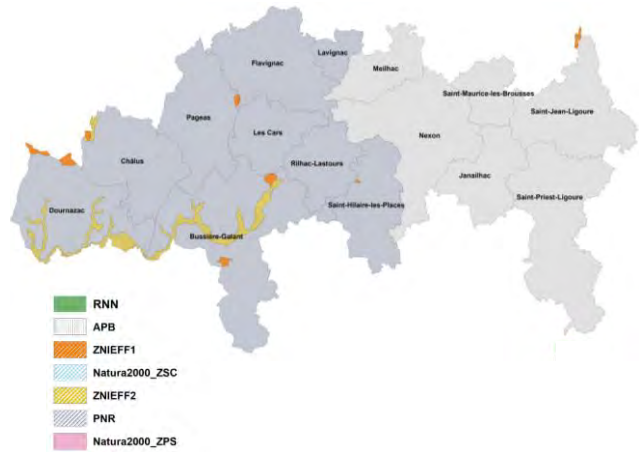 Lavignac
Flavignac
Meilhac
Saint-Maurice-les-Brousses
Saint-Jean-Ligoure
Pageas
Les Cars
Nexon
Châlus
Rilhac-Lastours
Janailhac
Dournazac
Saint-Hilaire-les-Places
Saint-Priest-Ligoure
Bussière-Galant
RNN
APB
ZNIEFF1
Natura2000_ZSC
ZNIEFF2
PNR
Natura2000_ZPS